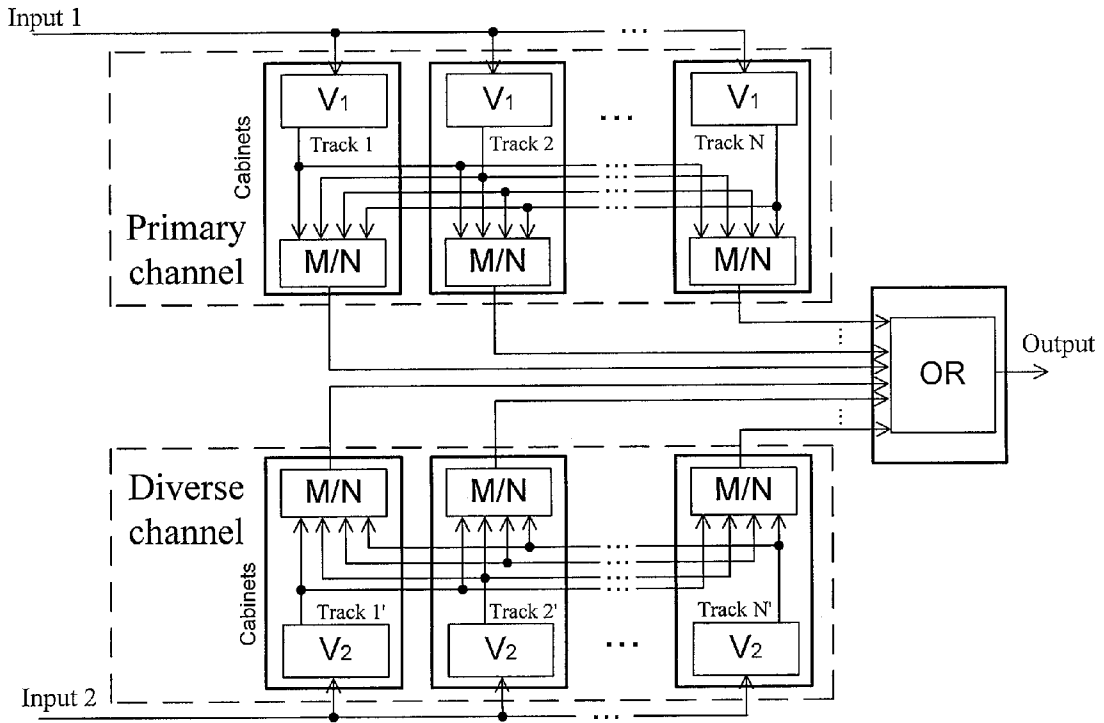 Input 1
V1
V1
V1
Track 1
Track 2
Track N
Cabinets
Primary
channel
M/N
M/N
M/N
Output
OR
Diverse
channel
M/N
M/N
M/N
Cabinets
Track 1'
Track 2'
Track N'
V2
V2
V2
Input 2